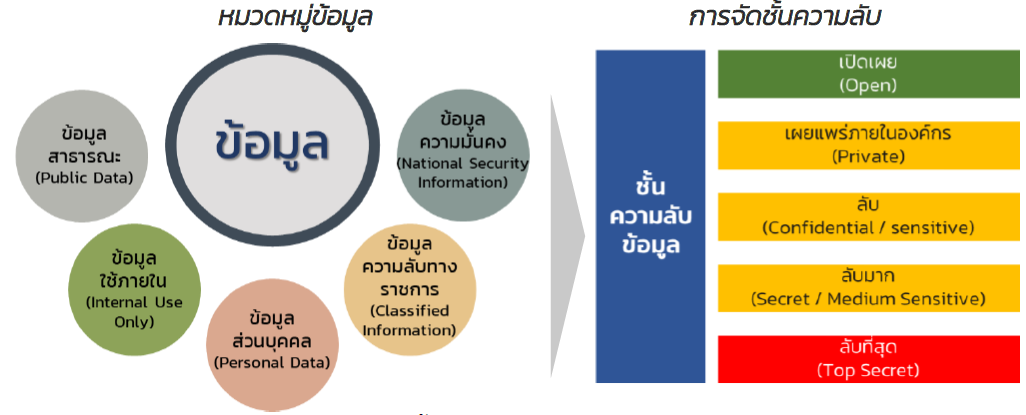 หมวดหมู่ข้อมูล
การจัดชั้นความลับ
ข้อมูล
ข้อมูล
สาธารณะ
(Public Data)
ข้อมูล
ใช้ภายใน
(Internal Use
Only)
ข้อมูล
ส่วนบุคคล
(Personal Data)
ข้อมูล
ความลับทาง
ราชการ
(Classified
Information)
ข้อมูล
ความมั่นคง
(National Security
Information)
ชั้น
ความลับ
ข้อมูล
เปิดเผย
(Open)
เผยแพร่ภายในองค์กร
(Private)
ลับ
(Confidential / sensitive)
ลับมาก
(Secret / Medium Sensitive)
ลับที่สุด
(Top Secret)